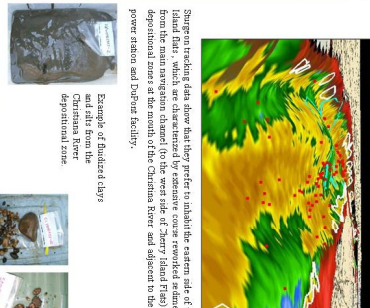 Sturgeon tracking data show that they prefer to inhabit the eastern side of
Island flats , which are characterized by extensive course reworked sedim
from the main navigation channel (to the west side of Cherry Island Flats)
depositional zones at the mouth of the Christina River and adjacent to the
power station and DuPont facility.
Example of fluidized clays
and silts from the
Christiana River
depositional zone.